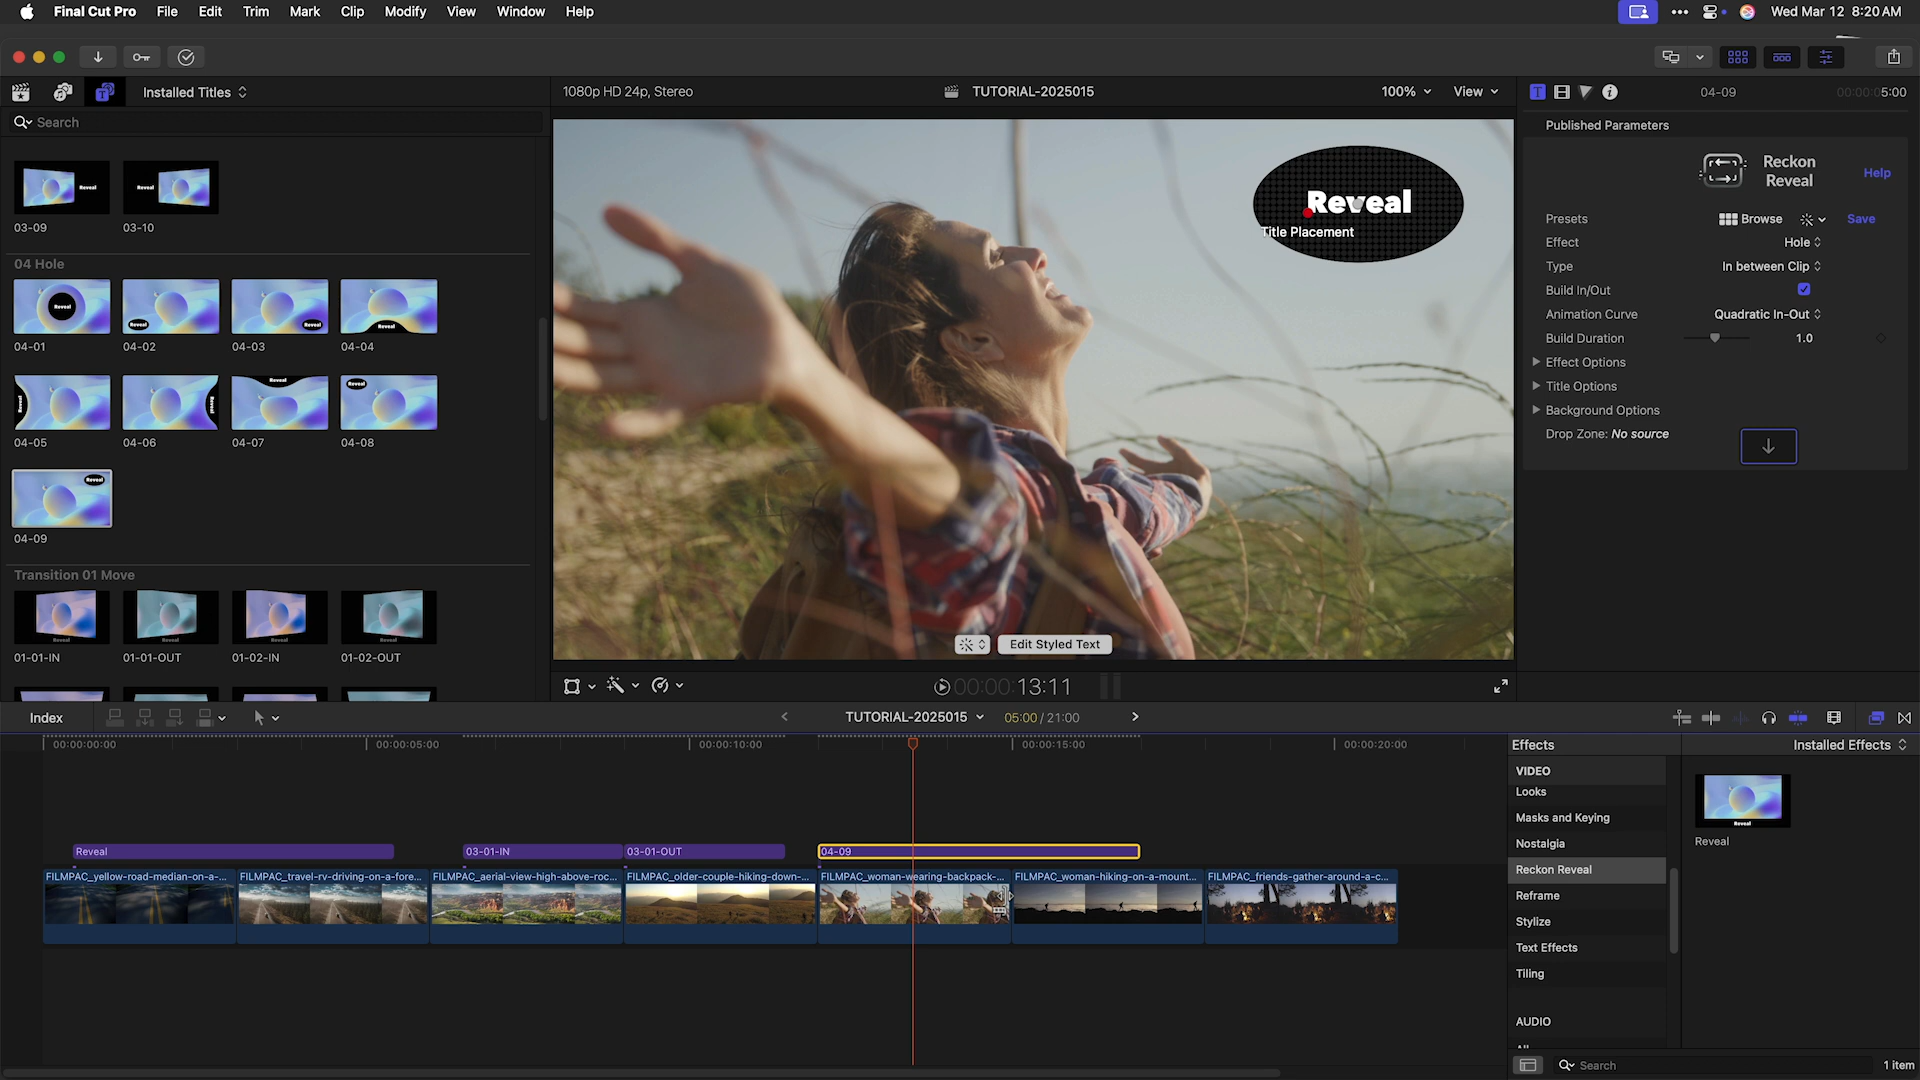 Final Cut Pro File Edit Trim Mark Clip Modify View Window Help
Wed Mar 12 8:20 AM
Installed Titles
Search
03-09 03-10
04 Hole
04-01 04-02 04-03 04-04
04-05 04-06 04-07 04-08
04-09
Transition 01 Move
01-01-IN 01-01-OUT 01-02-IN 01-02-OUT
1080p HD 24p, Stereo
TUTORIAL-2025015
100% View
Reveal
Title Placement
Edit Styled Text
00:00:00:13:11
04-09
00:00:05:00
Published Parameters
Reckon
Reveal
Help
Presets Browse Save
Effect Hole
Type In between Clip
Build In/Out
Animation Curve Quadratic In-Out
Build Duration 1.0
Effect Options
Title Options
Background Options
Drop Zone: No source
Index
TUTORIAL-2025015 05:00 / 21:00
00:00:00:00 00:00:05:00 00:00:10:00 00:00:15:00 00:00:20:00
Reveal 03-01-IN 03-01-OUT 04-09
FILMPAC_yellow-road-median-on-a-... FILMPAC_travel-rv-driving-on-a-fore... FILMPAC_aerial-view-high-above-roc... FILMPAC_older-couple-hiking-down-... FILMPAC_woman-wearing-backpack-... FILMPAC_woman-hiking-on-a-mount... FILMPAC_friends-gather-around-a-c...
Effects
Installed Effects
VIDEO
Looks
Masks and Keying
Nostalgia
Reckon Reveal
Reframe
Stylize
Text Effects
Tiling
AUDIO
Reveal
Search
1 item